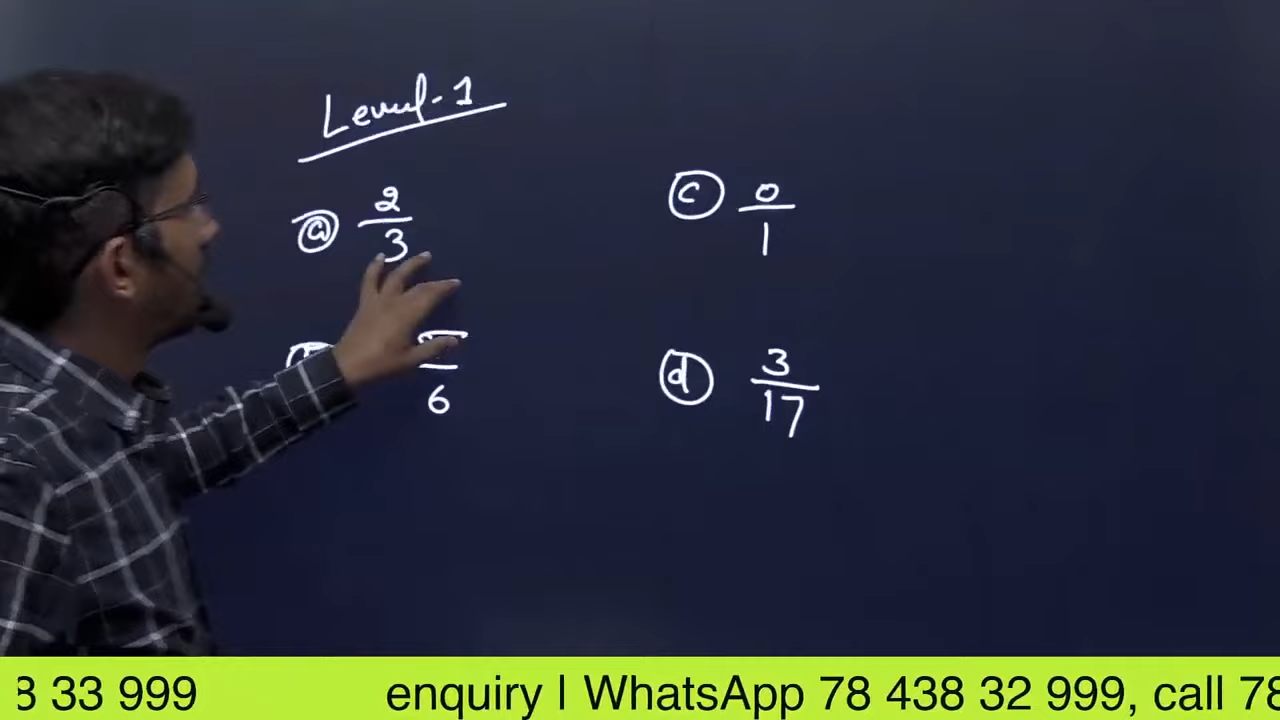 Level-1
ⓐ 2/3
6
ⓒ 0/1
ⓓ 3/17
8 33 999 enquiry | WhatsApp 78 438 32 999, call 78